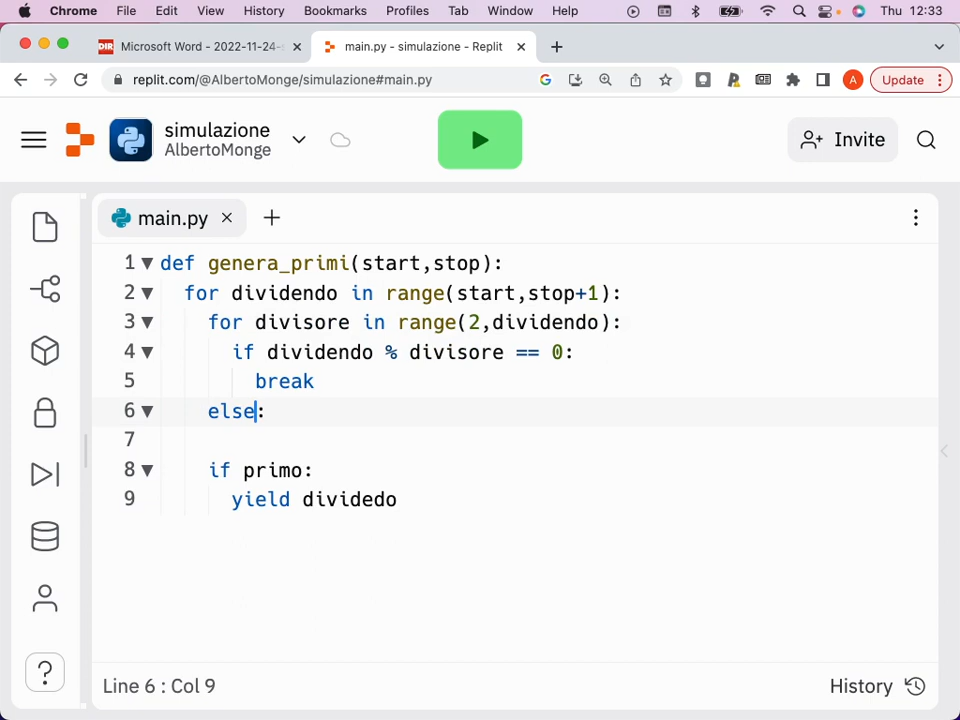 Chrome File Edit View History Bookmarks Profiles Tab Window Help Thu 12:33
DIR Microsoft Word - 2022-11-24- main.py - simulazione - Replit
replit.com/@AlbertoMonge/simulazione#main.py A Update
simulazione
AlbertoMonge
Invite
main.py
1 def genera_primi(start,stop):
2 for dividendo in range(start,stop+1):
3 for divisore in range(2,dividendo):
4 if dividendo % divisore == 0:
5 break
6 else:
7
8 if primo:
9 yield dividedo
?
Line 6 : Col 9 History